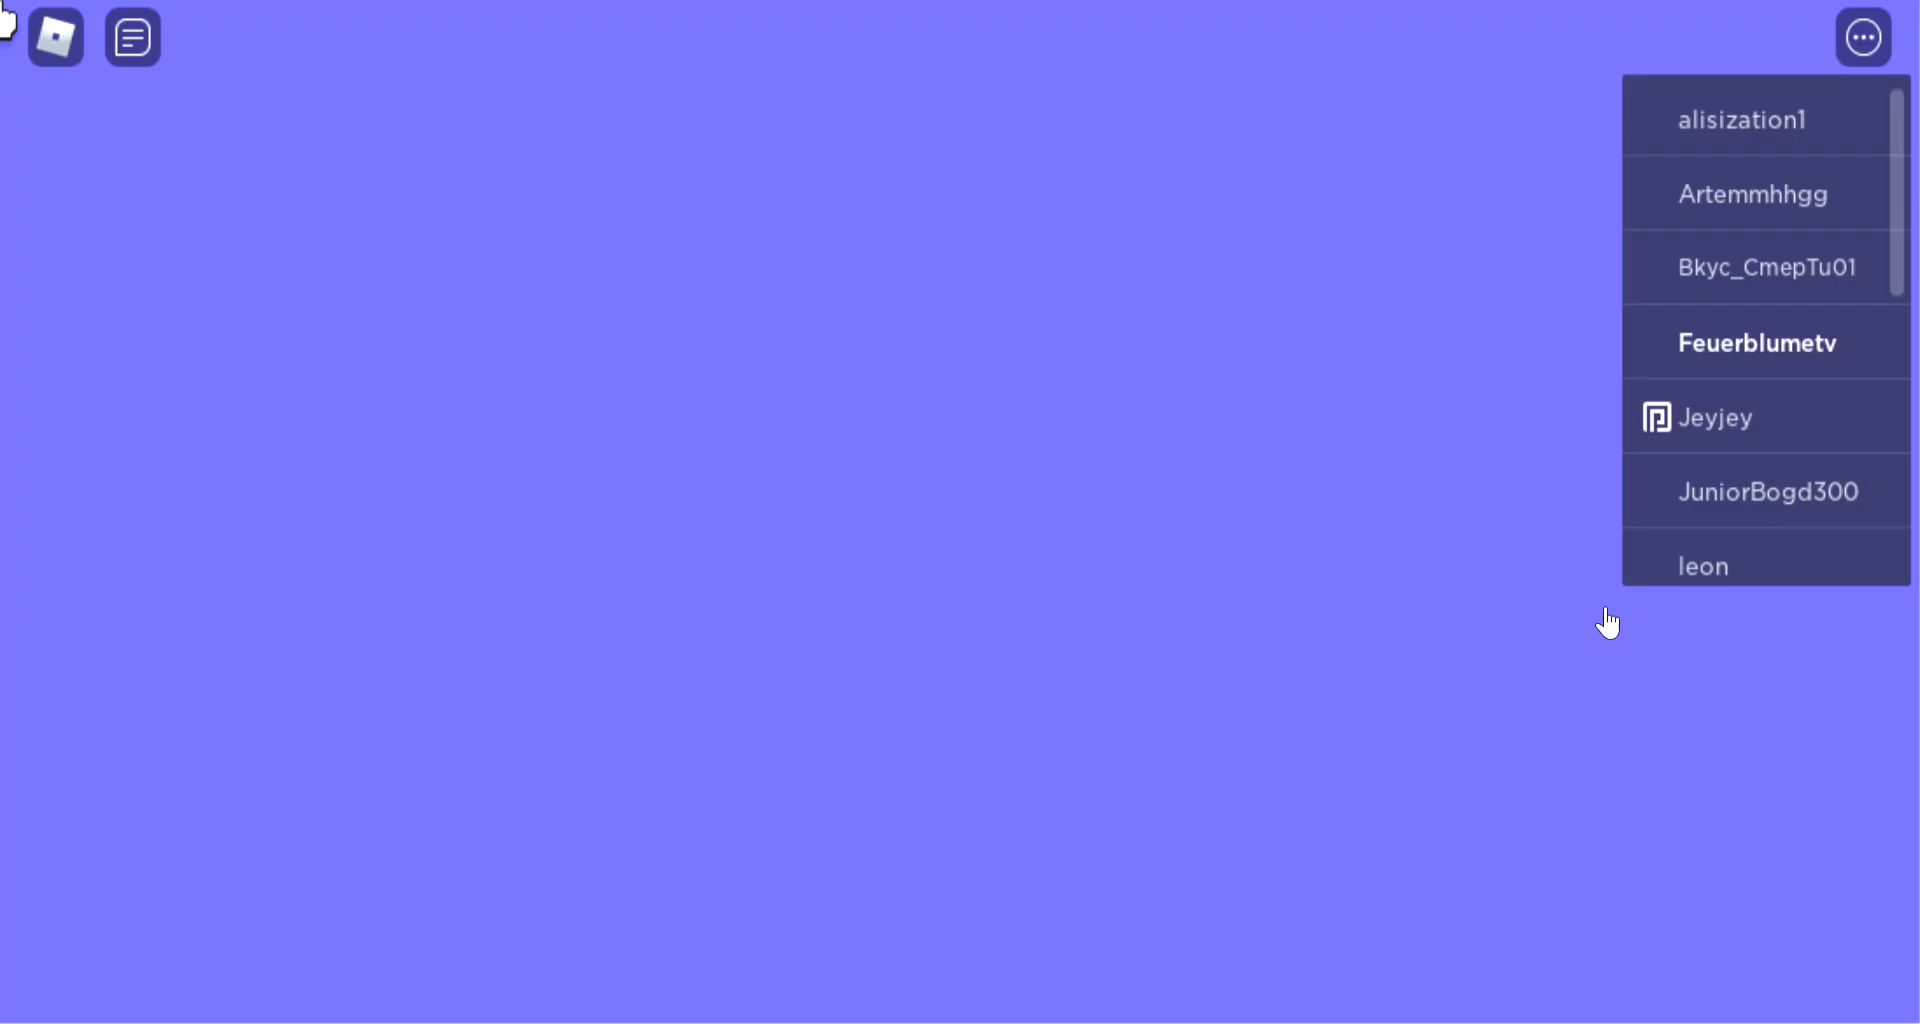 alisization1
Artemmhhgg
Bkyc_CmepTu01
Feuerblumetv
Jeyjey
JuniorBogd300
leon